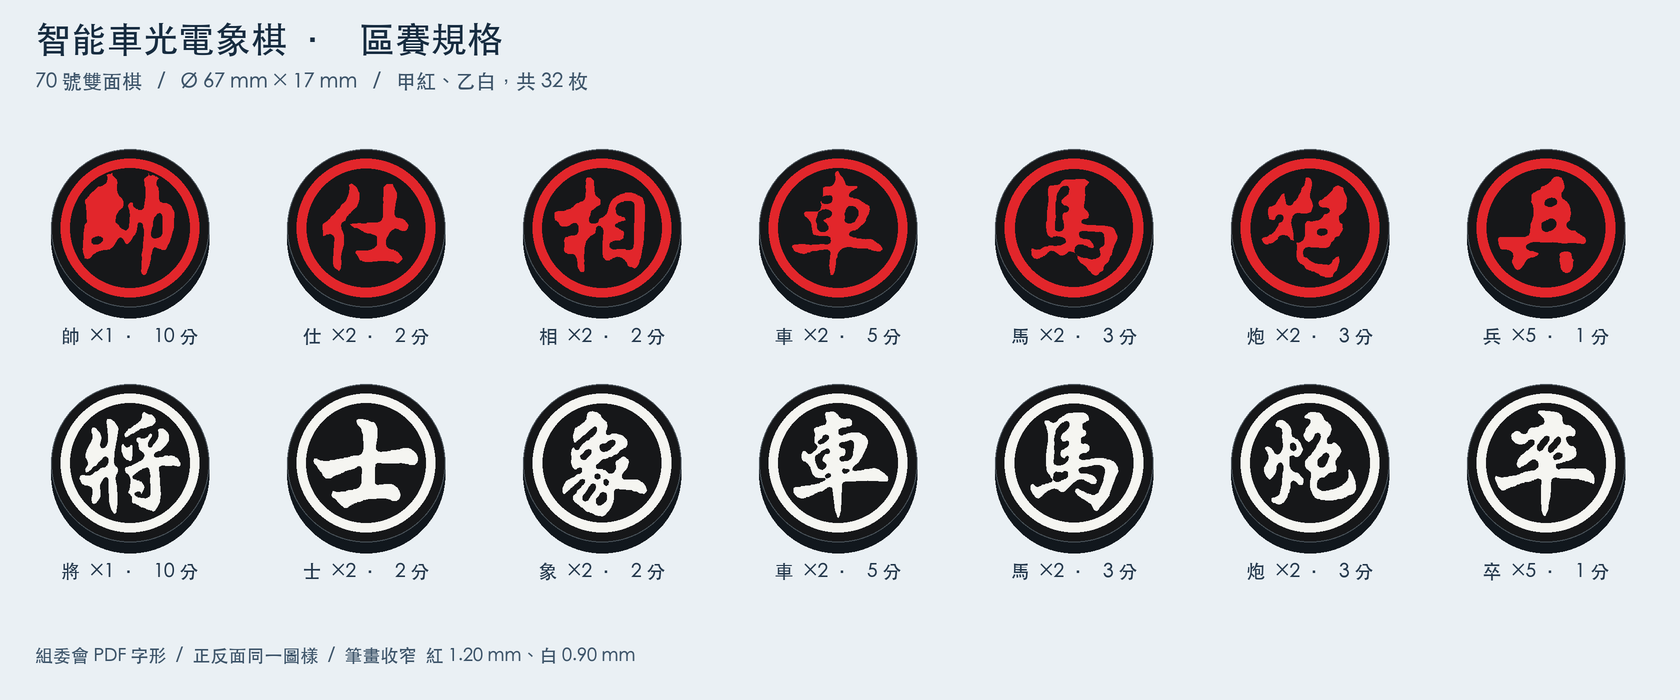 智能車光電象棋 · 區賽規格
70 號雙面棋 / Ø 67 mm × 17 mm / 甲紅、乙白，共 32 枚
帥 仕 相 車 馬 炮 兵
帥 ×1 · 10 分 仕 ×2 · 2 分 相 ×2 · 2 分 車 ×2 · 5 分 馬 ×2 · 3 分 炮 ×2 · 3 分 兵 ×5 · 1 分
將 士 象 車 馬 炮 卒
將 ×1 · 10 分 士 ×2 · 2 分 象 ×2 · 2 分 車 ×2 · 5 分 馬 ×2 · 3 分 炮 ×2 · 3 分 卒 ×5 · 1 分
組委會 PDF 字形 / 正反面同一圖樣 / 筆畫收窄 紅 1.20 mm、白 0.90 mm